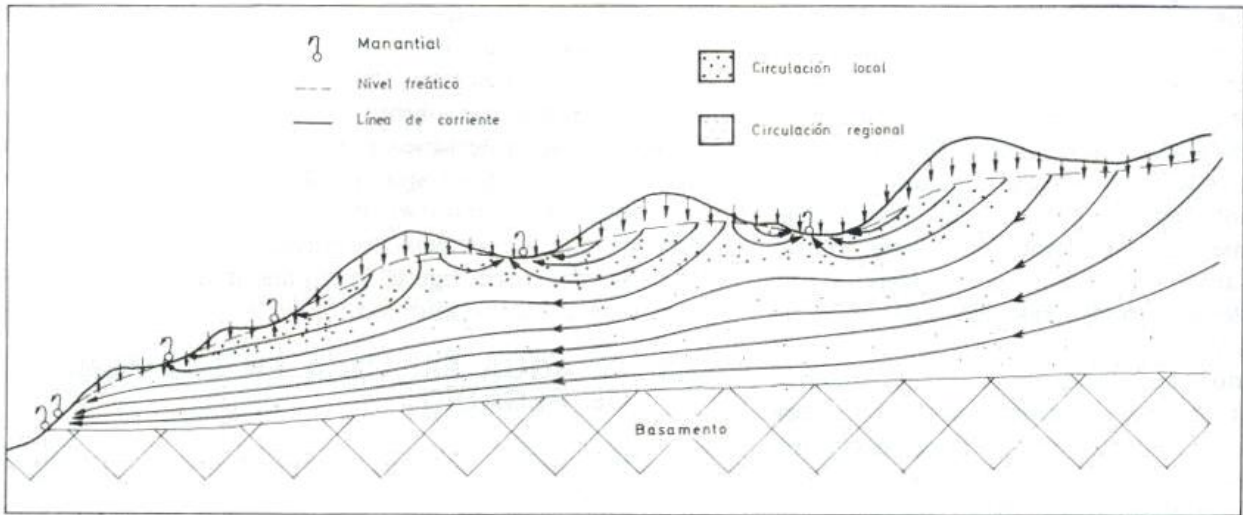 Manantial
Nivel freático
Línea de corriente
Circulación local
Circulación regional
Basamento